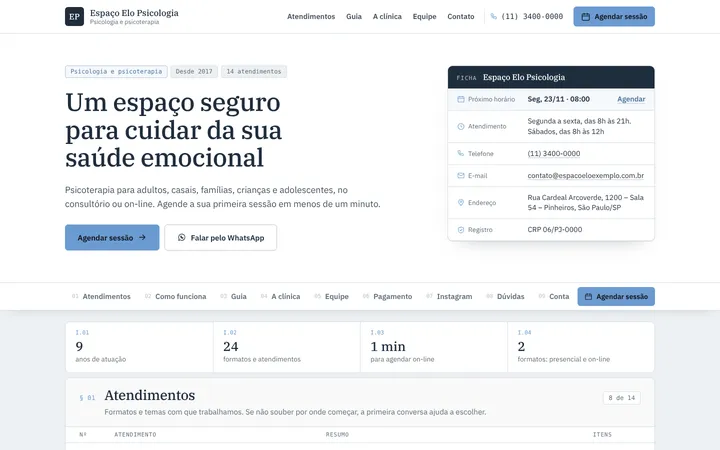 EP
Espaço Elo Psicologia
Psicologia e psicoterapia
Atendimentos
Guia
A clínica
Equipe
Contato
(11) 3400-0000
Agendar sessão
Psicologia e psicoterapia
Desde 2017
14 atendimentos
Um espaço seguro
para cuidar da sua
saúde emocional
Psicoterapia para adultos, casais, famílias, crianças e adolescentes, no
consultório ou on-line. Agende a sua primeira sessão em menos de um minuto.
Agendar sessão
Falar pelo WhatsApp
FICHA Espaço Elo Psicologia
Próximo horário Seg, 23/11 · 08:00 Agendar
Atendimento Segunda a sexta, das 8h às 21h.
Sábados, das 8h às 12h
Telefone (11) 3400-0000
E-mail contato@espacoeloexemplo.com.br
Endereço Rua Cardeal Arcoverde, 1200 – Sala
54 – Pinheiros, São Paulo/SP
Registro CRP 06/PJ-0000
01 Atendimentos
02 Como funciona
03 Guia
04 A clínica
05 Equipe
06 Pagamento
07 Instagram
08 Dúvidas
09 Conta
Agendar sessão
I.01
9
anos de atuação
I.02
24
formatos e atendimentos
I.03
1 min
para agendar on-line
I.04
2
formatos: presencial e on-line
§ 01 Atendimentos
8 de 14
Formatos e temas com que trabalhamos. Se não souber por onde começar, a primeira conversa ajuda a escolher.
Nº ATENDIMENTO RESUMO ITENS